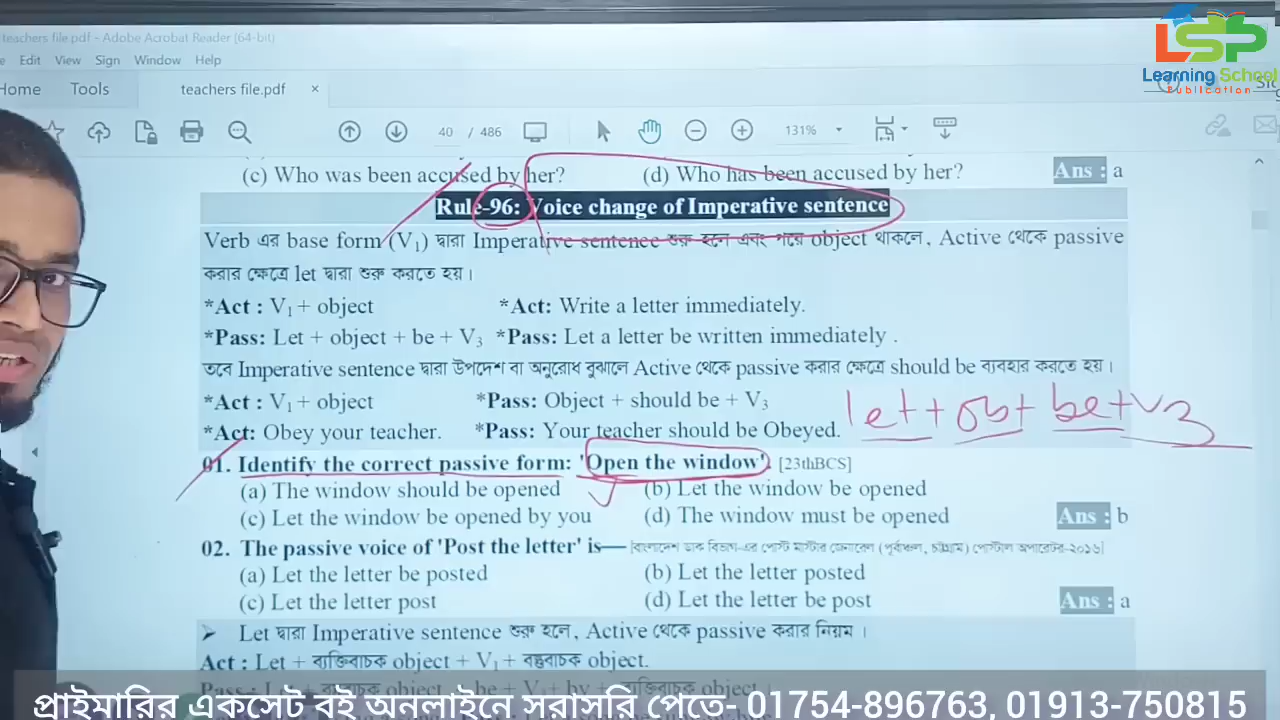 teachers file.pdf - Adobe Acrobat Reader (64-bit)
LSP
Learning School
Publication
Edit View Sign Window Help
Home Tools teachers file.pdf ×
40 / 486 131%
(c) Who was been accused by her? (d) Who has been accused by her? Ans : a
Rule-96: Voice change of Imperative sentence
Verb এর base form (V1) দ্বারা Imperative sentence শুরু হলে এবং পরে object থাকলে, Active থেকে passive
করার ক্ষেত্রে let দ্বারা শুরু করতে হয়।
*Act : V1 + object *Act: Write a letter immediately.
*Pass: Let + object + be + V3 *Pass: Let a letter be written immediately .
তবে Imperative sentence দ্বারা উপদেশ বা অনুরোধ বুঝালে Active থেকে passive করার ক্ষেত্রে should be ব্যবহার করতে হয়।
*Act : V1 + object *Pass: Object + should be + V3
let + ob + be + v3
*Act: Obey your teacher. *Pass: Your teacher should be Obeyed.
01. Identify the correct passive form: 'Open the window'. [23thBCS]
(a) The window should be opened (b) Let the window be opened
(c) Let the window be opened by you (d) The window must be opened Ans : b
02. The passive voice of 'Post the letter' is—
(a) Let the letter be posted (b) Let the letter posted
(c) Let the letter post (d) Let the letter be post Ans : a
➢ Let দ্বারা Imperative sentence শুরু হলে, Active থেকে passive করার নিয়ম।
Act : Let + ব্যক্তিবাচক object + V1 + বস্তুবাচক object.
প্রাইমারির একসেট বই অনলাইনে সরাসরি পেতে- 01754-896763, 01913-750815